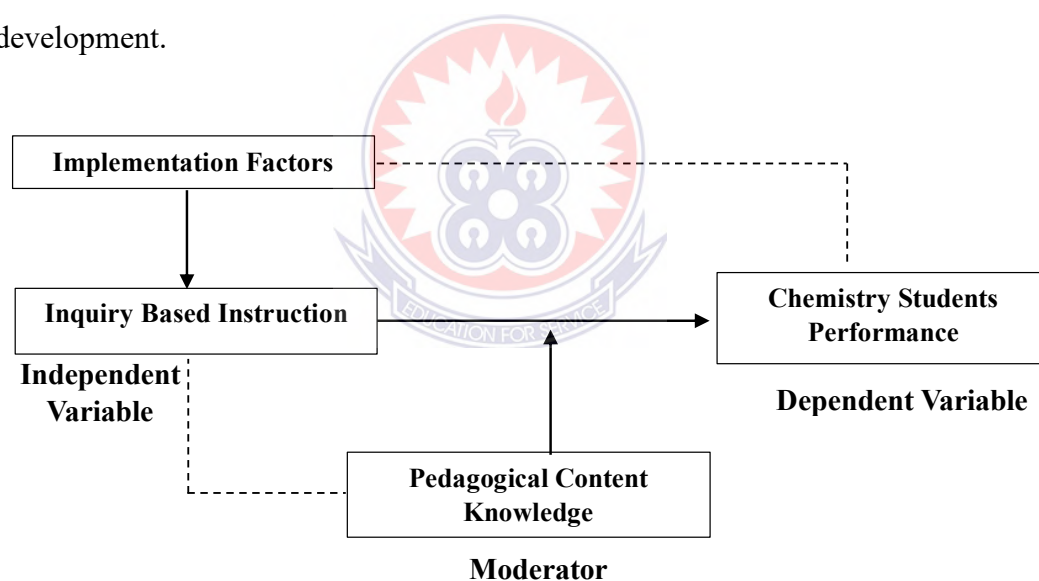 development.
Implementation Factors
Inquiry Based Instruction
Chemistry Students
Performance
EDUCATION FOR SERVICE
Independent
Variable
Dependent Variable
Pedagogical Content
Knowledge
Moderator